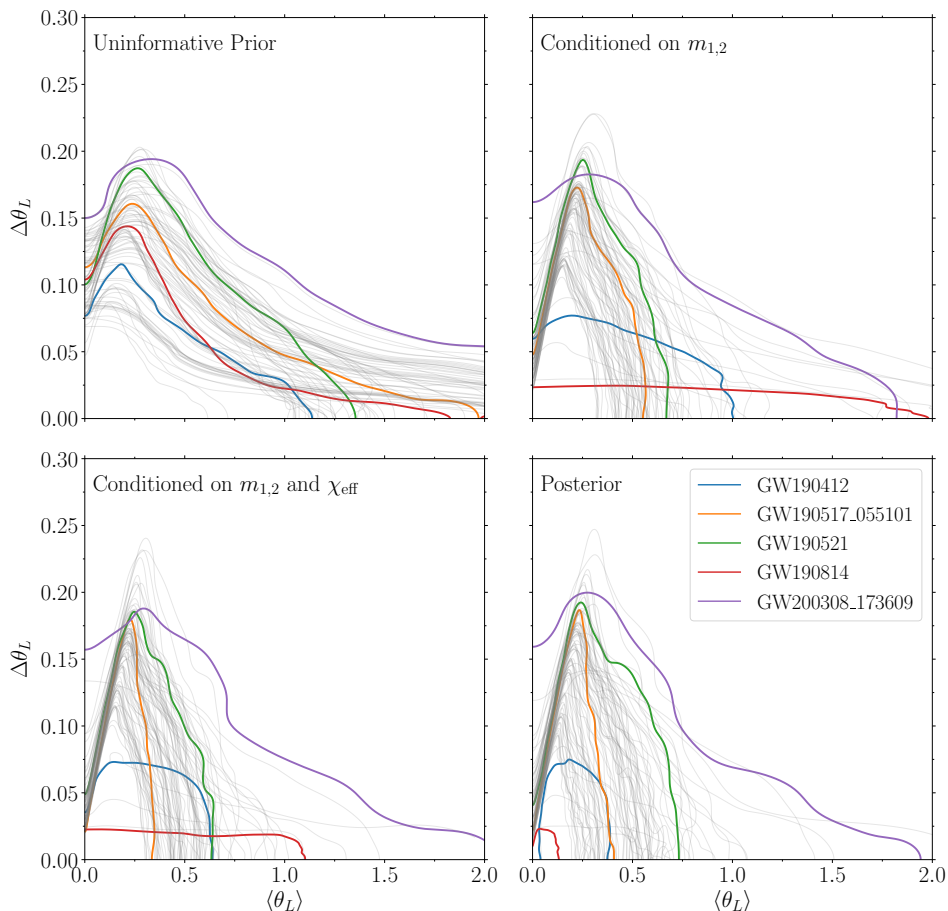 0.30
0.25
0.20
0.15
0.10
0.05
0.00
Δθ_L
Uninformative Prior
Conditioned on m_{1,2}
0.0 0.5 1.0 1.5 2.0
⟨θ_L⟩
0.30
0.25
0.20
0.15
0.10
0.05
0.00
Δθ_L
Conditioned on m_{1,2} and χ_eff
Posterior
GW190412
GW190517_055101
GW190521
GW190814
GW200308_173609
0.0 0.5 1.0 1.5 2.0
⟨θ_L⟩